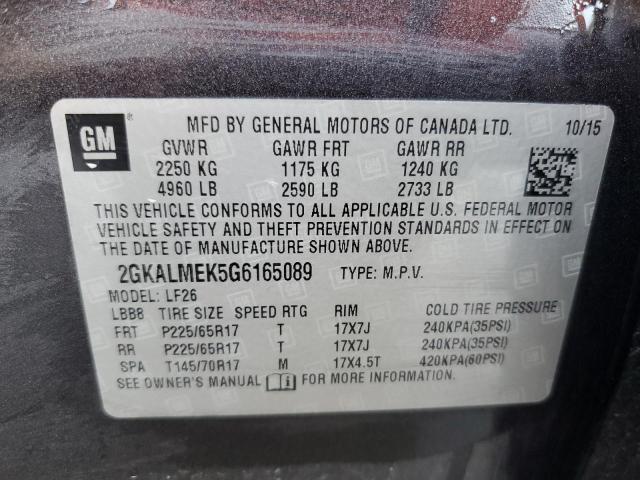 GM ®
MFD BY GENERAL MOTORS OF CANADA LTD. 10/15
GVWR GAWR FRT GAWR RR
2250 KG 1175 KG 1240 KG
4960 LB 2590 LB 2733 LB
THIS VEHICLE CONFORMS TO ALL APPLICABLE U.S. FEDERAL MOTOR
VEHICLE SAFETY AND THEFT PREVENTION STANDARDS IN EFFECT ON
THE DATE OF MANUFACTURE SHOWN ABOVE.
2GKALMEK5G6165089 TYPE: M.P.V.
MODEL: LF26
LBB8 TIRE SIZE SPEED RTG RIM COLD TIRE PRESSURE
FRT P225/65R17 T 17X7J 240KPA(35PSI)
RR P225/65R17 T 17X7J 240KPA(35PSI)
SPA T145/70R17 M 17X4.5T 420KPA(60PSI)
SEE OWNER'S MANUAL FOR MORE INFORMATION.